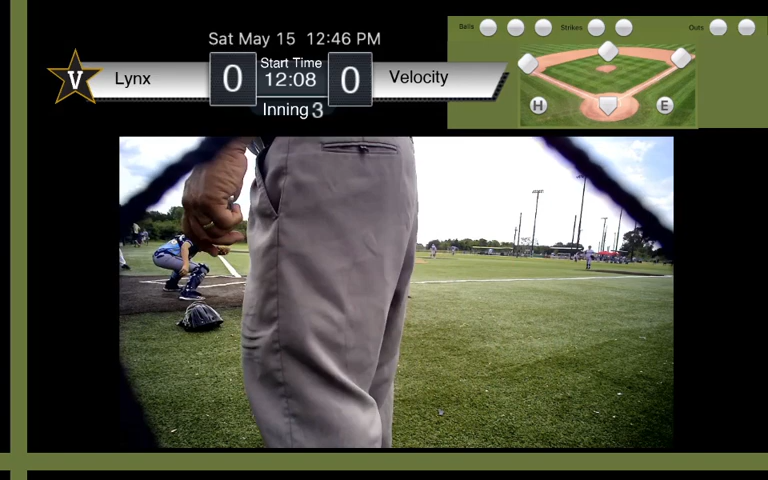 Balls Strikes Outs
Sat May 15 12:46 PM
Start Time
V Lynx 0 12:08 0 Velocity
Inning 3
H E